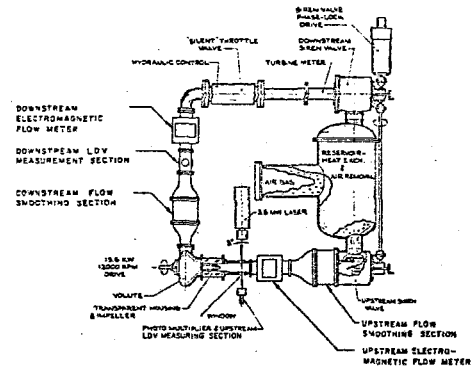 SIREN VALVE
PHASE-LOCK
DRIVE
"SILENT" THROTTLE
VALVE
DOWNSTREAM
SIREN VALVE
HYDRAULIC CONTROL
TURBINE METER
DOWNSTREAM
ELECTROMAGNETIC
FLOW METER
DOWNSTREAM LDV
MEASUREMENT SECTION
DOWNSTREAM FLOW
SMOOTHING SECTION
AIR BAG
RESERVOIR-
HEAT EXCH.
&
AIR REMOVAL
LASER
KW
RPM
DRIVE
VOLUTE
TRANSPARENT HOUSING
& IMPELLER
WINDOW
PHOTO MULTIPLIER & UPSTREAM
LDV MEASURING SECTION
UPSTREAM SIREN
VALVE
UPSTREAM FLOW
SMOOTHING SECTION
UPSTREAM ELECTRO-
MAGNETIC FLOW METER